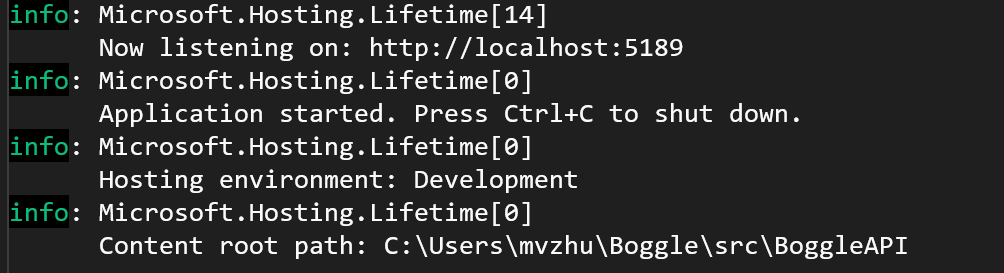 info: Microsoft.Hosting.Lifetime[14]
Now listening on: http://localhost:5189
info: Microsoft.Hosting.Lifetime[0]
Application started. Press Ctrl+C to shut down.
info: Microsoft.Hosting.Lifetime[0]
Hosting environment: Development
info: Microsoft.Hosting.Lifetime[0]
Content root path: C:\Users\mvzhu\Boggle\src\BoggleAPI